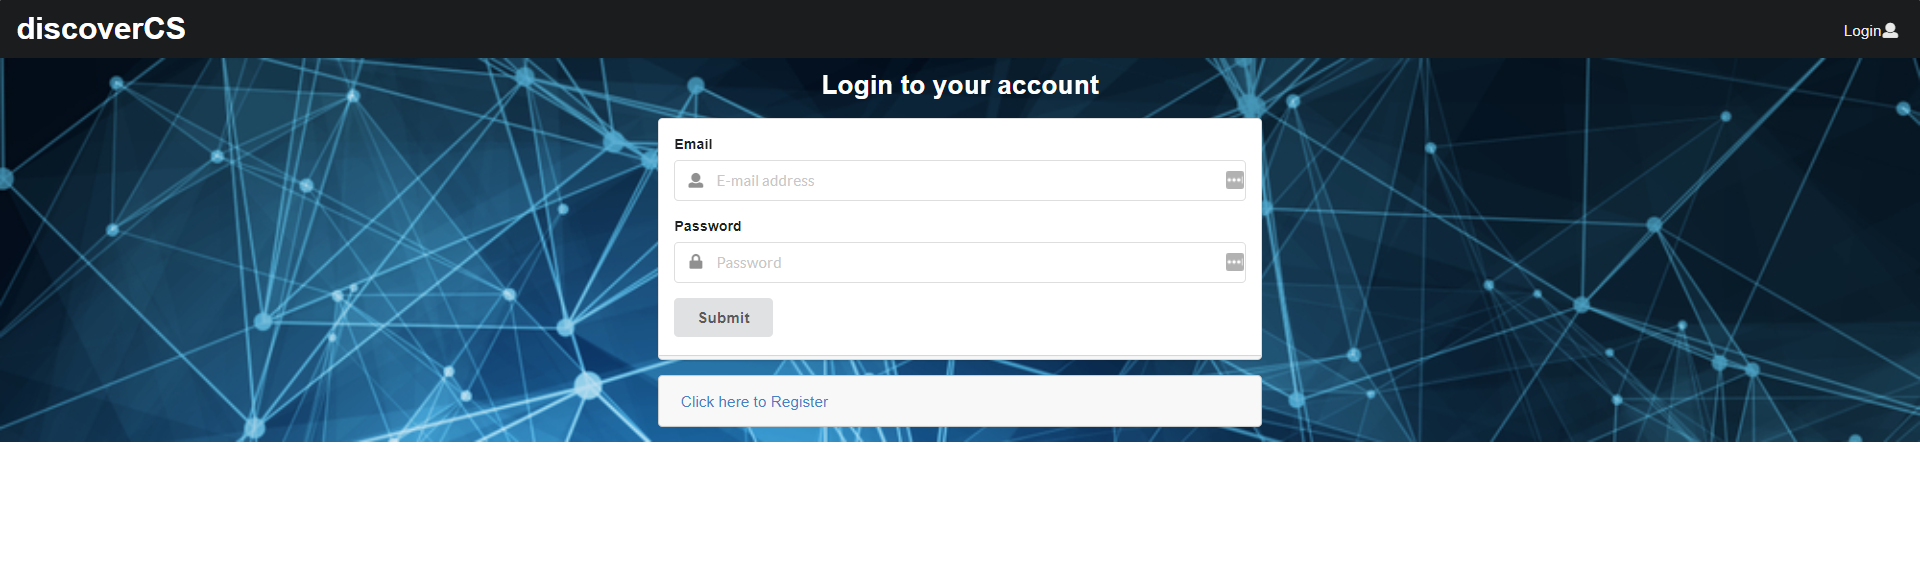 discoverCS
Login
Login to your account
Email
E-mail address
Password
Password
Submit
Click here to Register